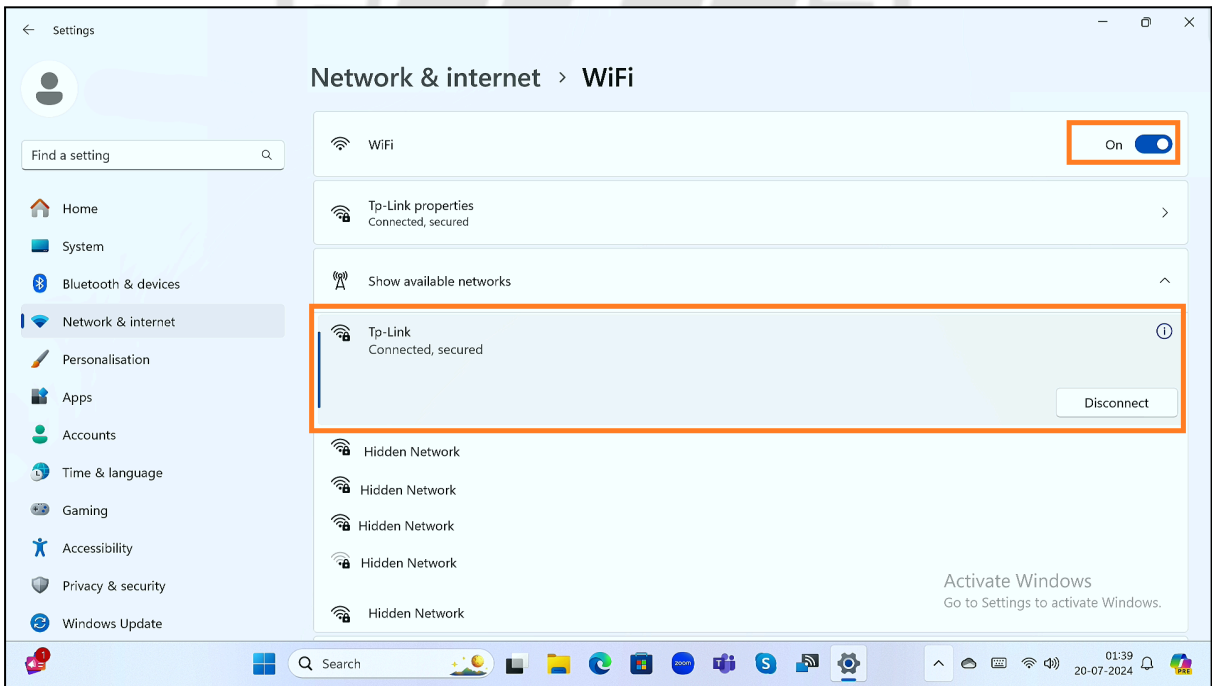 Settings
Network & internet > WiFi
Find a setting
Home
System
Bluetooth & devices
Network & internet
Personalisation
Apps
Accounts
Time & language
Gaming
Accessibility
Privacy & security
Windows Update
WiFi
On
Tp-Link properties
Connected, secured
Show available networks
Tp-Link
Connected, secured
Disconnect
Hidden Network
Hidden Network
Hidden Network
Hidden Network
Hidden Network
Activate Windows
Go to Settings to activate Windows.
1
Search
zoom
PRE
01:39
20-07-2024